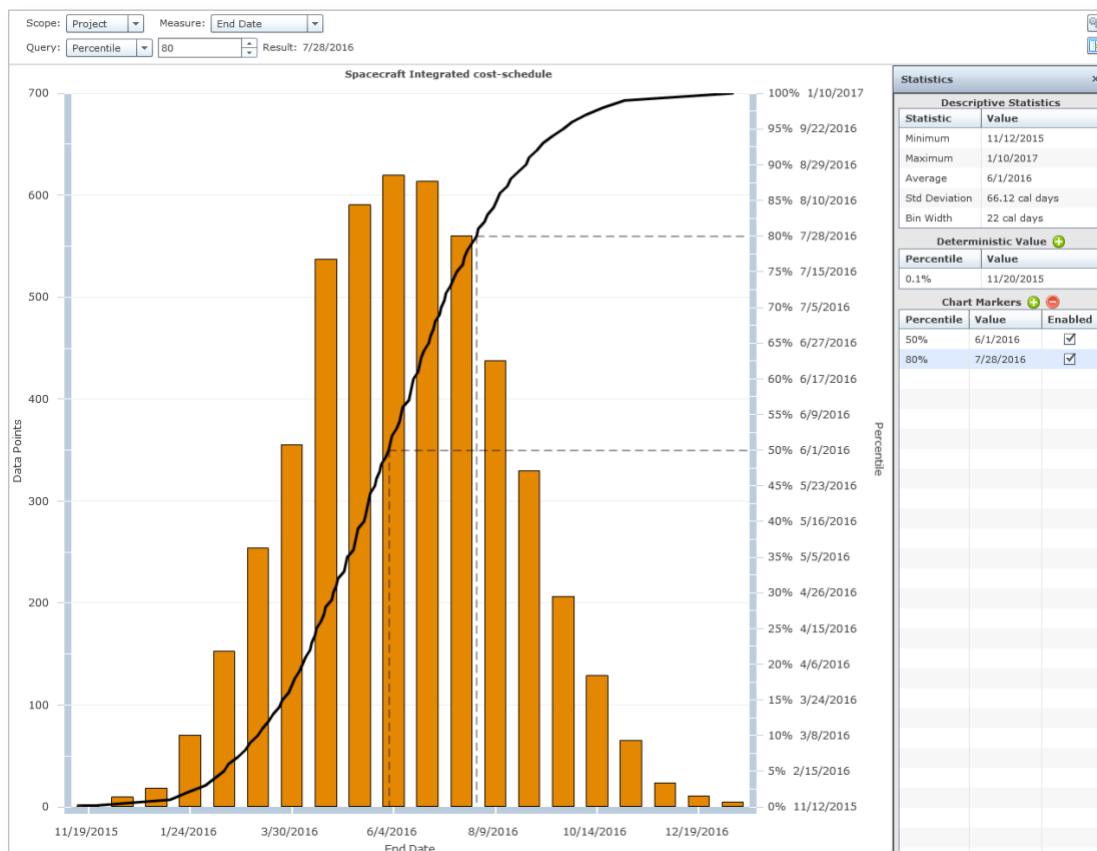 Scope: Project Measure: End Date
Query: Percentile 80 Result: 7/28/2016
Spacecraft Integrated cost-schedule
700
600
500
400
300
200
100
0
Data Points
11/19/2015 1/24/2016 3/30/2016 6/4/2016 8/9/2016 10/14/2016 12/19/2016
End Date
100% 1/10/2017
95% 9/22/2016
90% 8/29/2016
85% 8/10/2016
80% 7/28/2016
75% 7/15/2016
70% 7/5/2016
65% 6/27/2016
60% 6/17/2016
55% 6/9/2016
50% 6/1/2016
45% 5/23/2016
40% 5/16/2016
35% 5/5/2016
30% 4/26/2016
25% 4/15/2016
20% 4/6/2016
15% 3/24/2016
10% 3/8/2016
5% 2/15/2016
0% 11/12/2015
Percentile
Statistics
Descriptive Statistics
Statistic Value
Minimum 11/12/2015
Maximum 1/10/2017
Average 6/1/2016
Std Deviation 66.12 cal days
Bin Width 22 cal days
Deterministic Value
Percentile Value
0.1% 11/20/2015
Chart Markers
Percentile Value Enabled
50% 6/1/2016
80% 7/28/2016